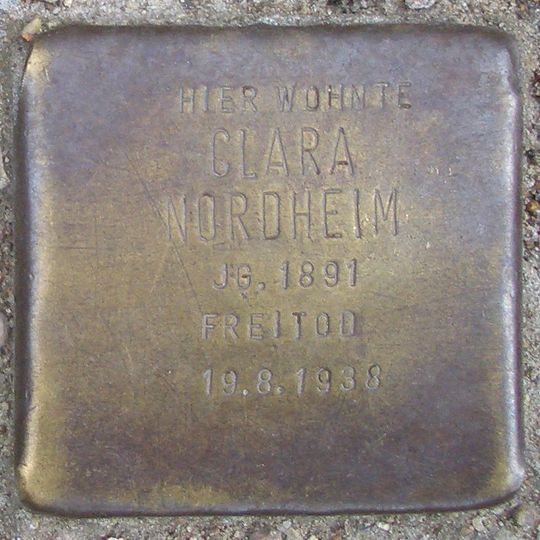 HIER WOHNTE
CLARA
NORDHEIM
JG. 1891
FREITOD
19.8.1938